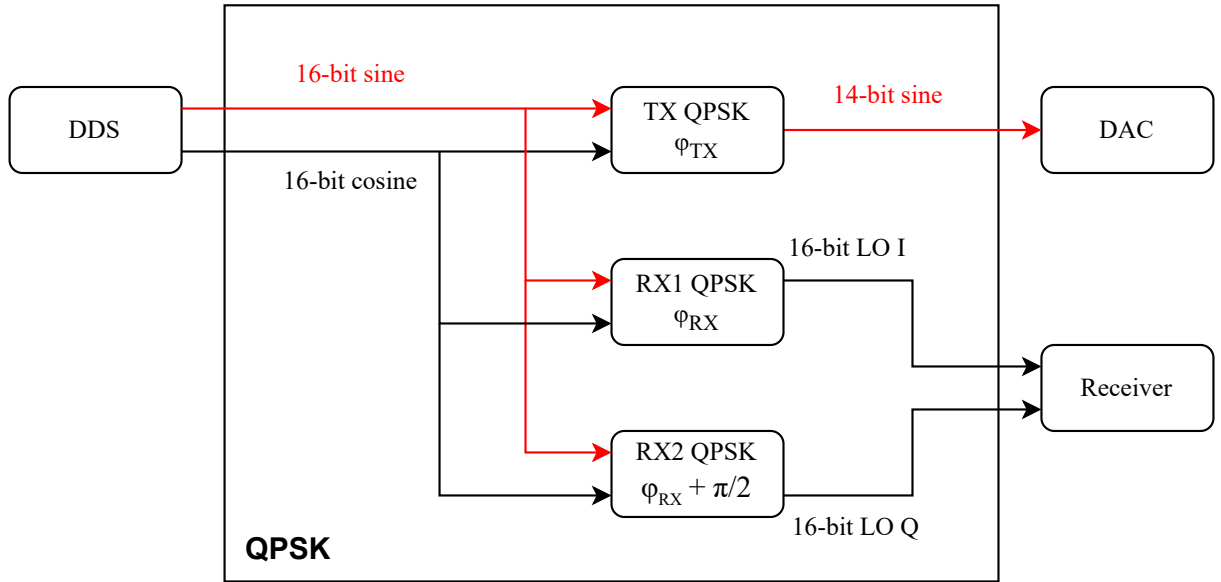 16-bit sine
14-bit sine
DDS
TX QPSK
φTX
DAC
16-bit cosine
16-bit LO I
RX1 QPSK
φRX
Receiver
RX2 QPSK
φRX + π/2
16-bit LO Q
QPSK